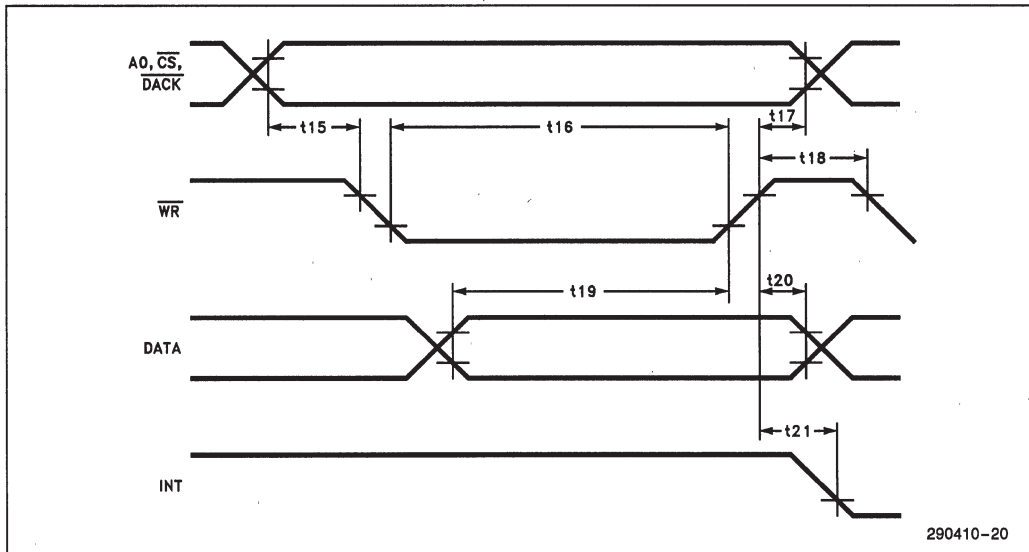 A0, CS,
DACK
t15
t16
t17
t18
WR
t19
t20
DATA
t21
INT
290410-20